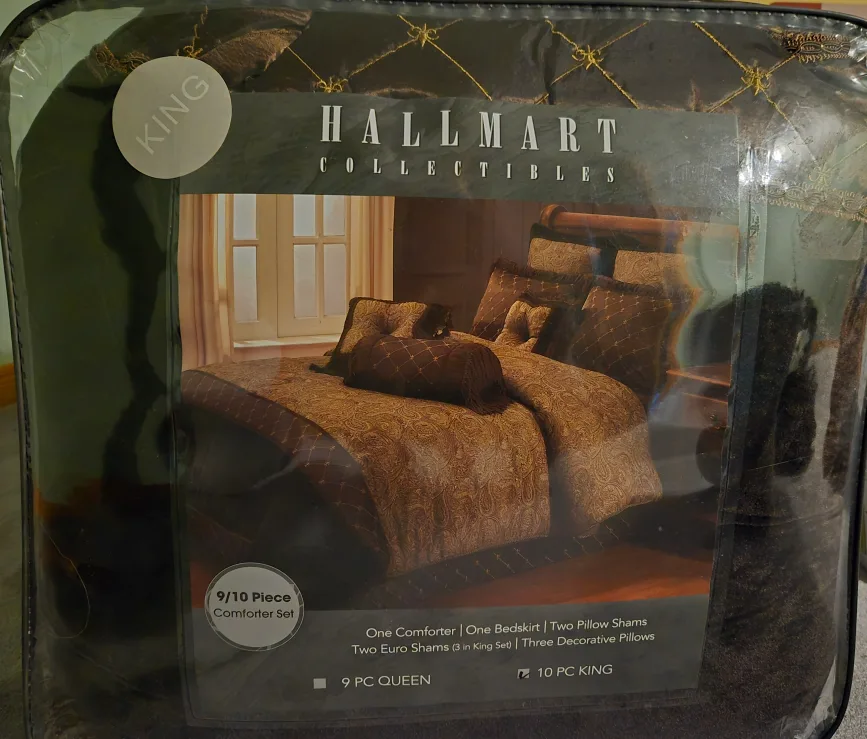 KING
HALLMART
COLLECTIBLES
9/10 Piece
Comforter Set
One Comforter | One Bedskirt | Two Pillow Shams
Two Euro Shams (3 in King Set) | Three Decorative Pillows
9 PC QUEEN
10 PC KING